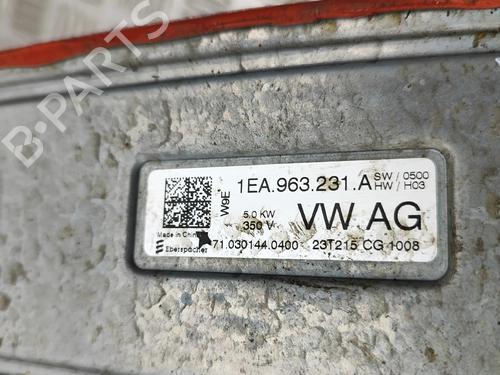 B-Parts
1EA.963.231.A SW / 0500
HW / H03
W9E
5.0 KW
350 V
VW AG
Made in China
Eberspächer
71.030144.0400 23T215 CG 1008